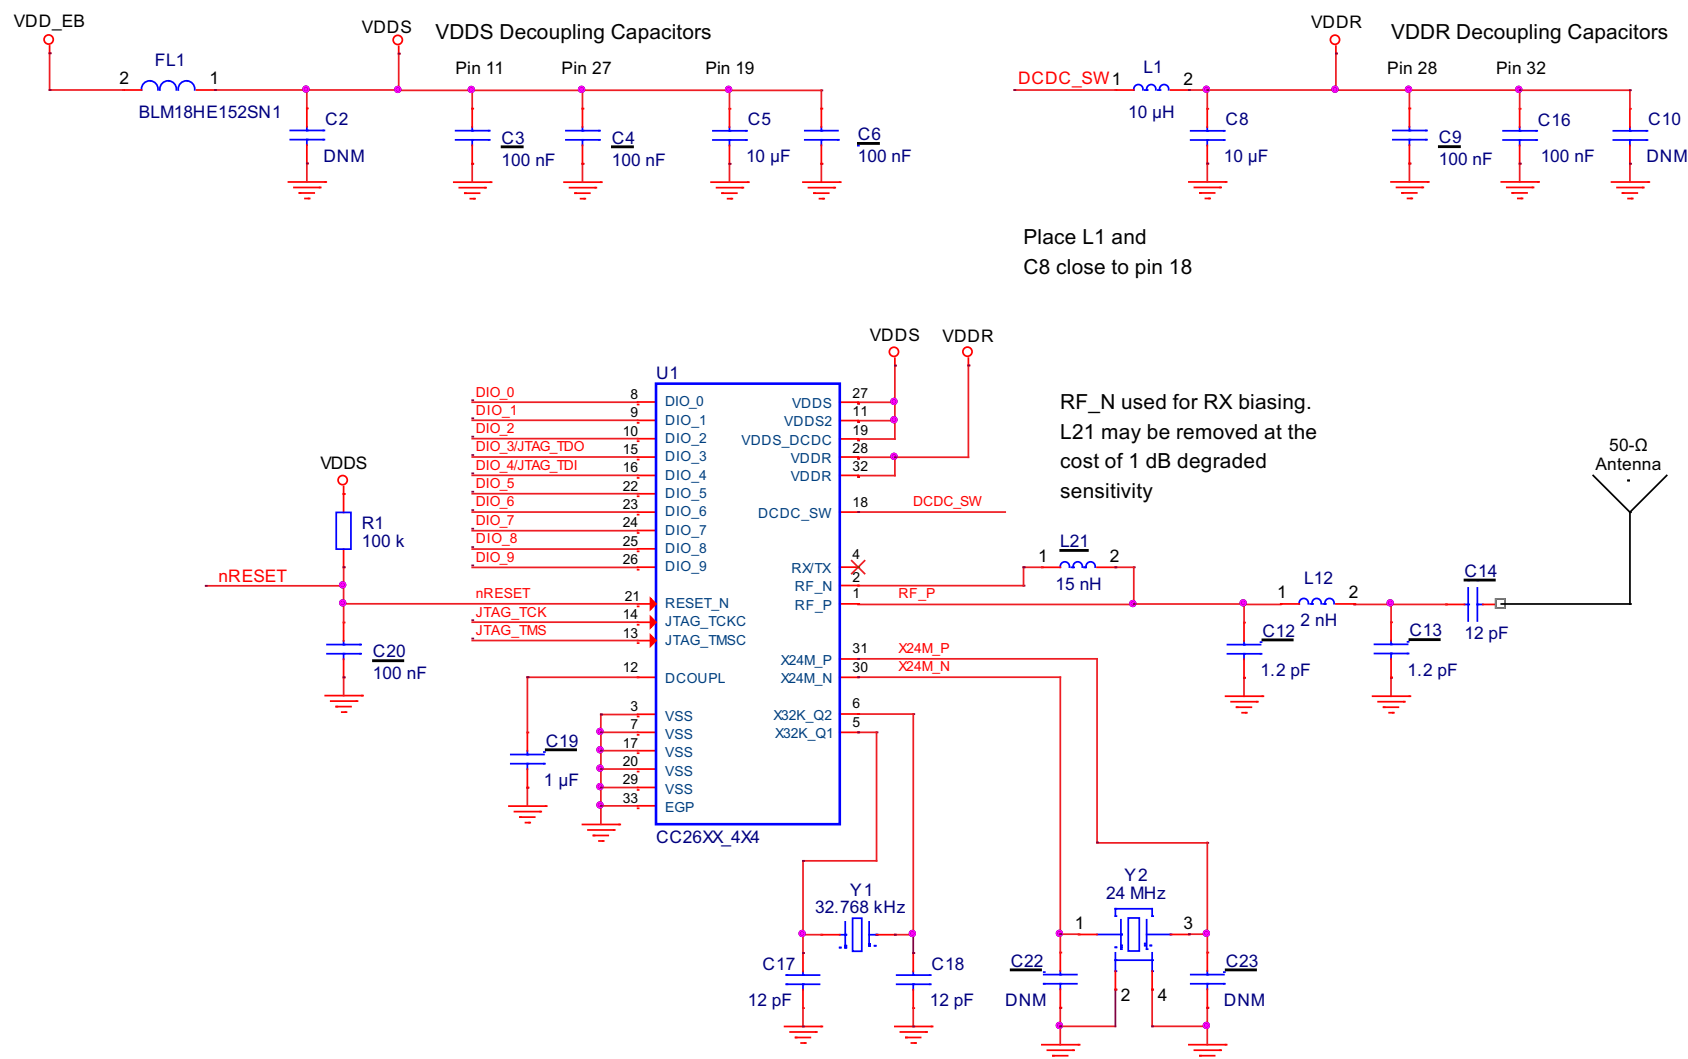 VDD_EB
VDDS
VDDS Decoupling Capacitors
VDDR
VDDR Decoupling Capacitors
FL1
2
1
BLM18HE152SN1
Pin 11
Pin 27
Pin 19
DCDC_SW
1
L1
2
10 µH
Pin 28
Pin 32
C2
DNM
C3
100 nF
C4
100 nF
C5
10 µF
C6
100 nF
C8
10 µF
C9
100 nF
C16
100 nF
C10
DNM
Place L1 and
C8 close to pin 18
VDDS
VDDR
U1
DIO_0
8
DIO_0
DIO_1
9
DIO_1
DIO_2
10
DIO_2
DIO_3/JTAG_TDO
15
DIO_3
DIO_4/JTAG_TDI
16
DIO_4
DIO_5
22
DIO_5
DIO_6
23
DIO_6
DIO_7
24
DIO_7
DIO_8
25
DIO_8
DIO_9
26
DIO_9
nRESET
21
RESET_N
JTAG_TCK
14
JTAG_TCKC
JTAG_TMS
13
JTAG_TMSC
12
DCOUPL
3
VSS
7
VSS
17
VSS
20
VSS
29
VSS
33
EGP
VDDS
27
VDDS2
11
VDDS_DCDC
19
VDDR
28
VDDR
32
DCDC_SW
18
DCDC_SW
RX/TX
4
RF_N
2
RF_P
1
RF_P
X24M_P
31
X24M_P
X24M_N
30
X24M_N
X32K_Q2
6
X32K_Q1
5
CC26XX_4X4
VDDS
R1
100 k
nRESET
C20
100 nF
C19
1 µF
RF_N used for RX biasing.
L21 may be removed at the
cost of 1 dB degraded
sensitivity
50-Ω
Antenna
1
L21
2
15 nH
1
L12
2
2 nH
C14
12 pF
C12
1.2 pF
C13
1.2 pF
Y1
32.768 kHz
C17
12 pF
C18
12 pF
Y2
24 MHz
1
3
2
4
C22
DNM
C23
DNM